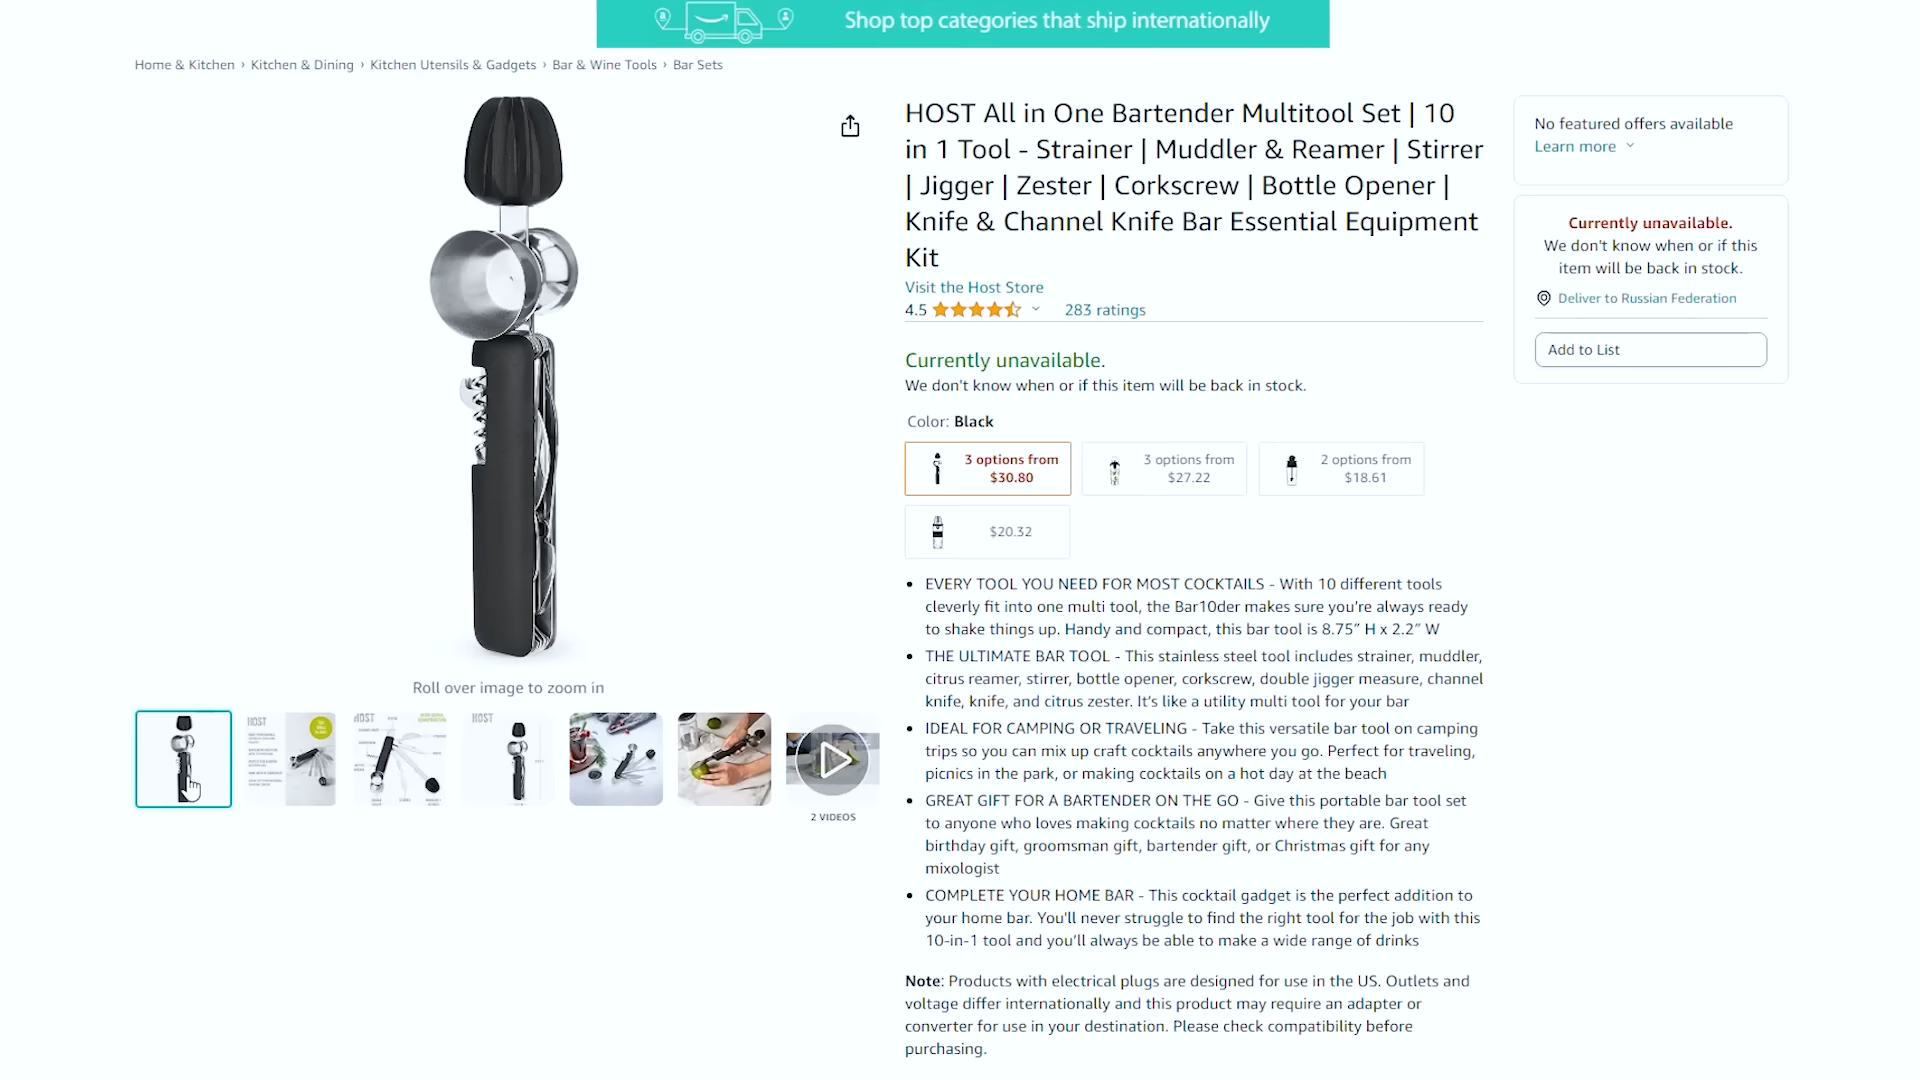 Shop top categories that ship internationally
Home & Kitchen › Kitchen & Dining › Kitchen Utensils & Gadgets › Bar & Wine Tools › Bar Sets
HOST All in One Bartender Multitool Set | 10
in 1 Tool - Strainer | Muddler & Reamer | Stirrer
| Jigger | Zester | Corkscrew | Bottle Opener |
Knife & Channel Knife Bar Essential Equipment
Kit
Visit the Host Store
4.5
283 ratings
Currently unavailable.
We don't know when or if this item will be back in stock.
Color: Black
3 options from
$30.80
3 options from
$27.22
2 options from
$18.61
$20.32
• EVERY TOOL YOU NEED FOR MOST COCKTAILS - With 10 different tools
cleverly fit into one multi tool, the Bar10der makes sure you’re always ready
to shake things up. Handy and compact, this bar tool is 8.75” H x 2.2” W
• THE ULTIMATE BAR TOOL - This stainless steel tool includes strainer, muddler,
citrus reamer, stirrer, bottle opener, corkscrew, double jigger measure, channel
knife, knife, and citrus zester. It’s like a utility multi tool for your bar
• IDEAL FOR CAMPING OR TRAVELING - Take this versatile bar tool on camping
trips so you can mix up craft cocktails anywhere you go. Perfect for traveling,
picnics in the park, or making cocktails on a hot day at the beach
• GREAT GIFT FOR A BARTENDER ON THE GO - Give this portable bar tool set
to anyone who loves making cocktails no matter where they are. Great
birthday gift, groomsman gift, bartender gift, or Christmas gift for any
mixologist
• COMPLETE YOUR HOME BAR - This cocktail gadget is the perfect addition to
your home bar. You’ll never struggle to find the right tool for the job with this
10-in-1 tool and you’ll always be able to make a wide range of drinks
Note: Products with electrical plugs are designed for use in the US. Outlets and
voltage differ internationally and this product may require an adapter or
converter for use in your destination. Please check compatibility before
purchasing.
No featured offers available
Learn more
Currently unavailable.
We don't know when or if this
item will be back in stock.
Deliver to Russian Federation
Add to List
Roll over image to zoom in
HOST
HOST
HOST
2 VIDEOS